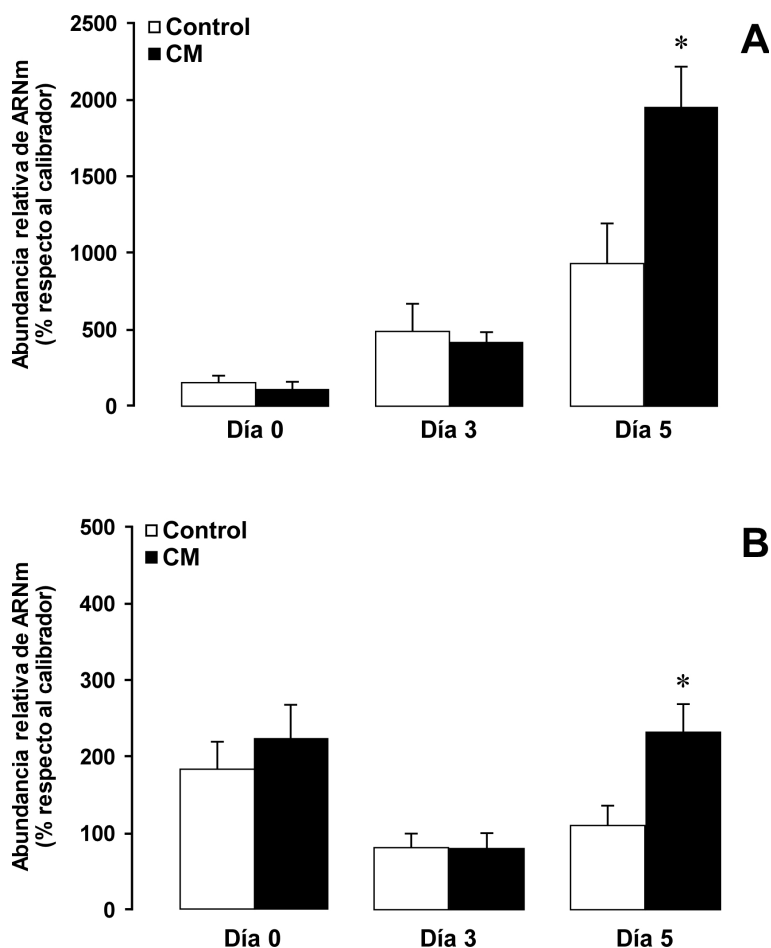 A
Control
CM
*
Abundancia relativa de ARNm
(% respecto al calibrador)
2500
2000
1500
1000
500
0
Día 0
Día 3
Día 5
B
Control
CM
*
Abundancia relativa de ARNm
(% respecto al calibrador)
500
400
300
200
100
0
Día 0
Día 3
Día 5